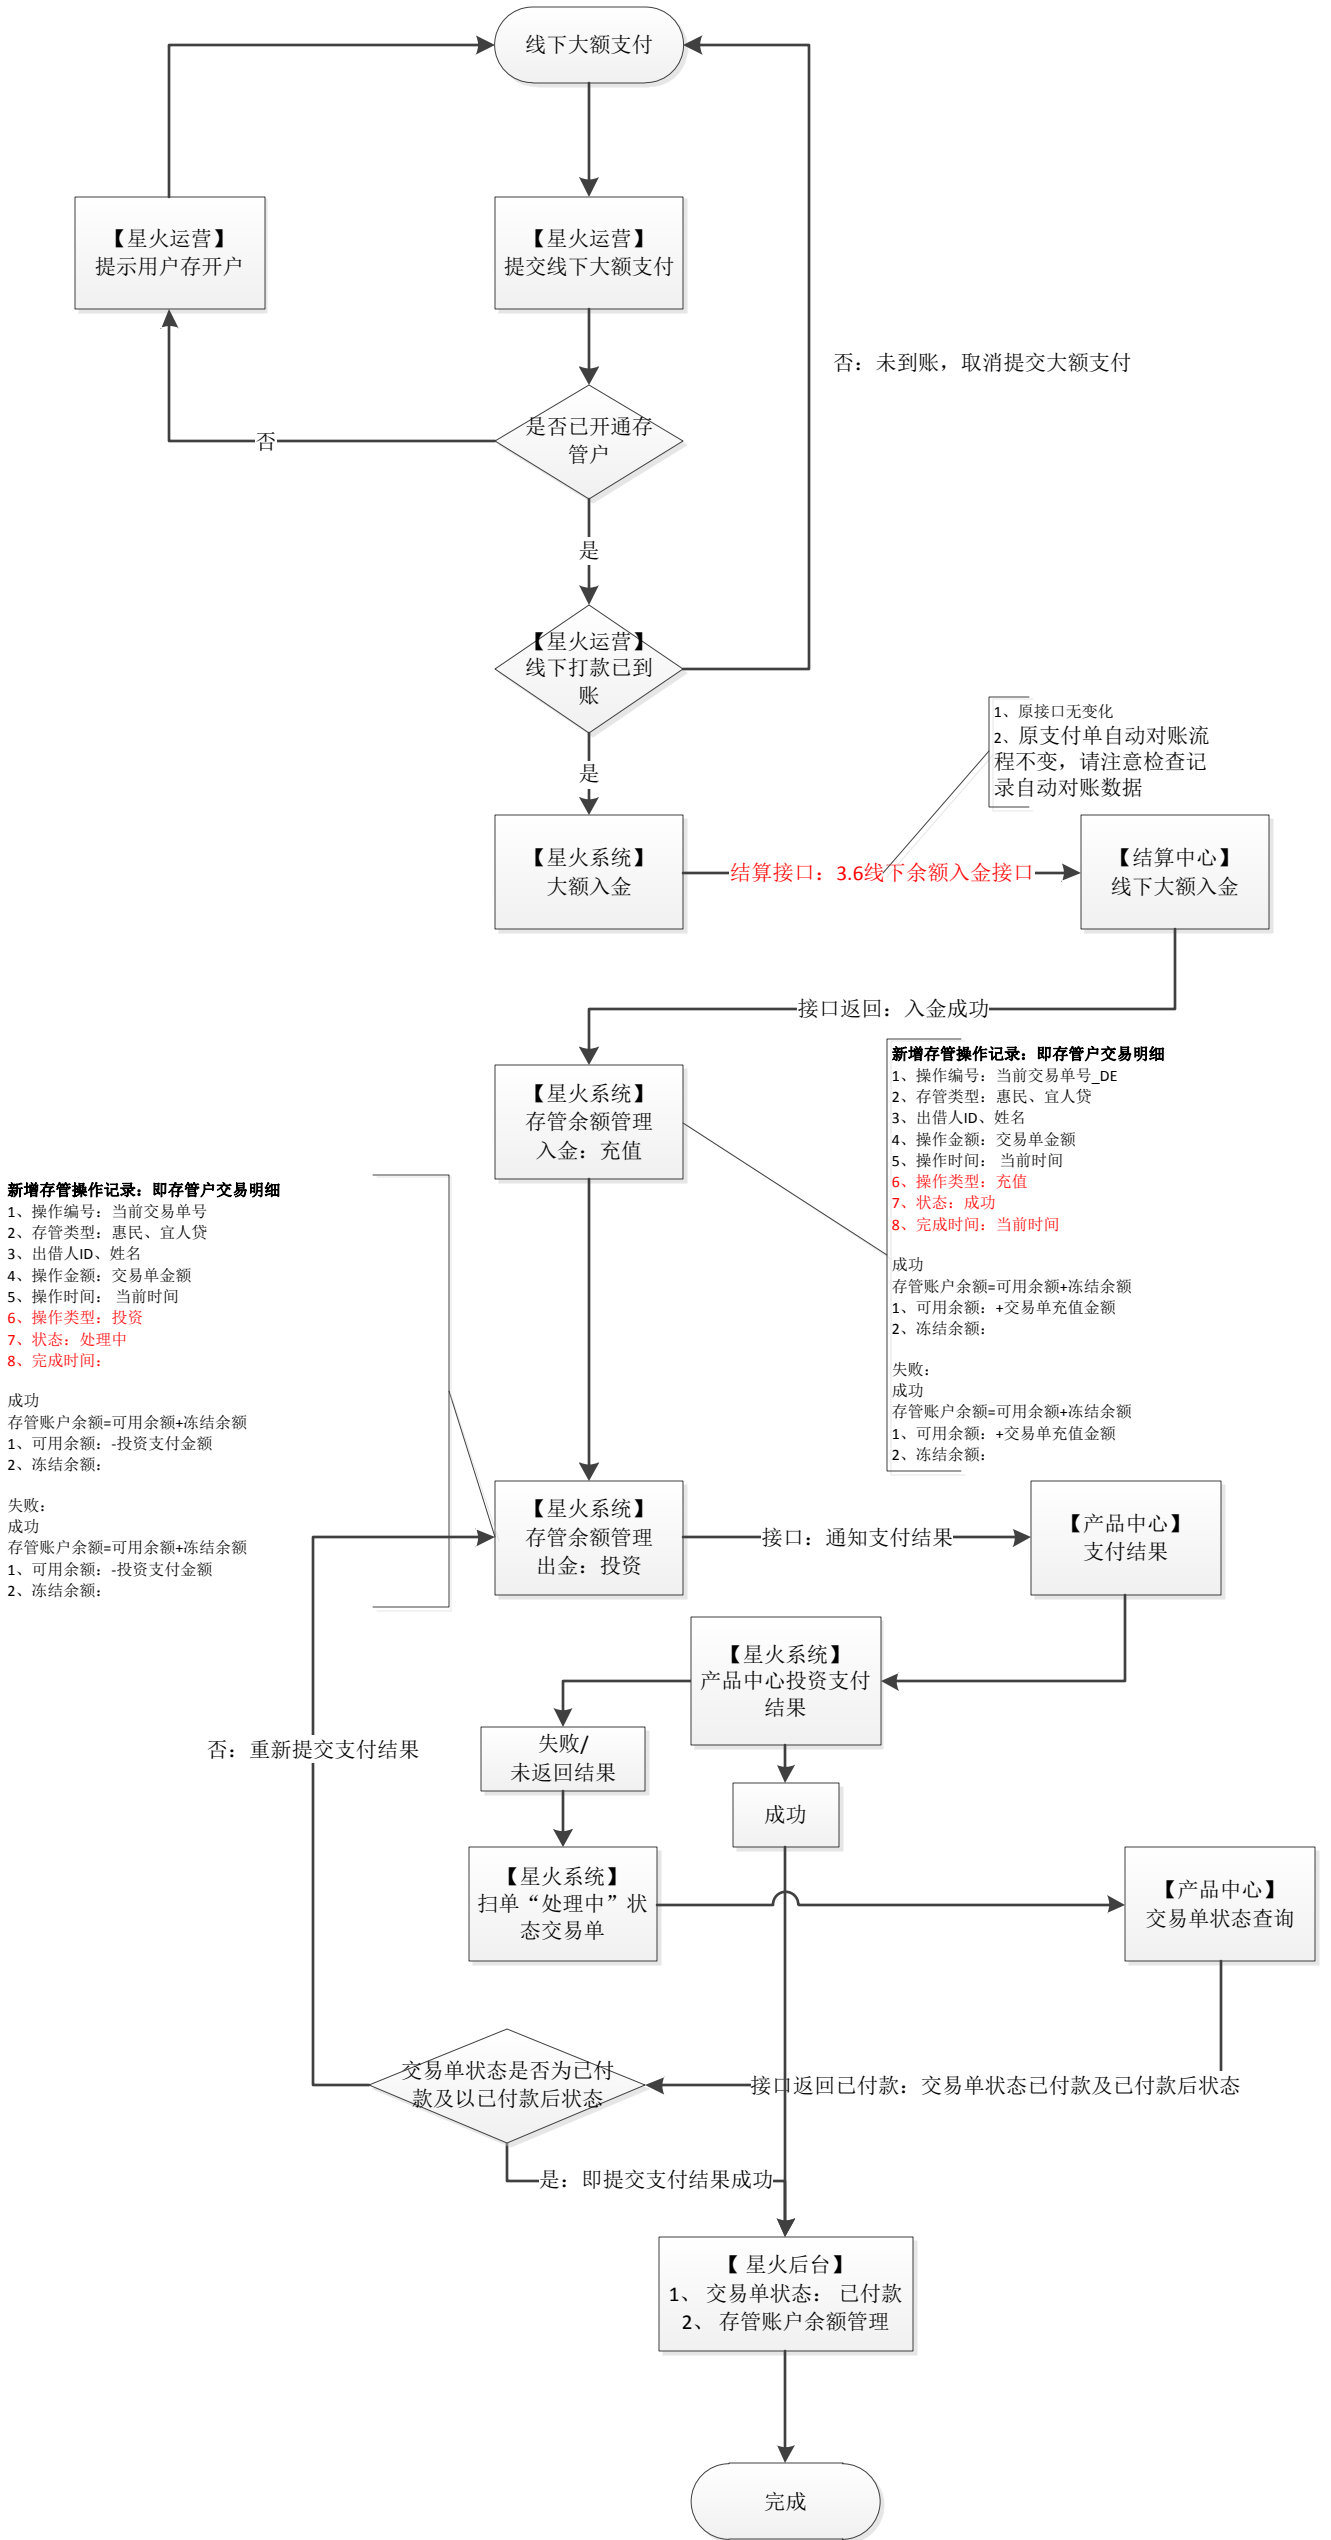 线下大额支付
【星火运营】
提示用户存开户
【星火运营】
提交线下大额支付
否：未到账，取消提交大额支付
是否已开通存
管户
否
是
【星火运营】
线下打款已到
账
是
1、原接口无变化
2、原支付单自动对账流
程不变，请注意检查记
录自动对账数据
【星火系统】
大额入金
结算接口：3.6线下余额入金接口
【结算中心】
线下大额入金
接口返回：入金成功
【星火系统】
存管余额管理
入金：充值
新增存管操作记录：即存管户交易明细
1、操作编号：当前交易单号_DE
2、存管类型：惠民、宜人贷
3、出借人ID、姓名
4、操作金额：交易单金额
5、操作时间： 当前时间
6、操作类型：充值
7、状态：成功
8、完成时间：当前时间
成功
存管账户余额=可用余额+冻结余额
1、可用余额：+交易单充值金额
2、冻结余额：
失败：
成功
存管账户余额=可用余额+冻结余额
1、可用余额：+交易单充值金额
2、冻结余额：
新增存管操作记录：即存管户交易明细
1、操作编号：当前交易单号
2、存管类型：惠民、宜人贷
3、出借人ID、姓名
4、操作金额：交易单金额
5、操作时间： 当前时间
6、操作类型：投资
7、状态：处理中
8、完成时间：
成功
存管账户余额=可用余额+冻结余额
1、可用余额：-投资支付金额
2、冻结余额：
失败：
成功
存管账户余额=可用余额+冻结余额
1、可用余额：-投资支付金额
2、冻结余额：
【星火系统】
存管余额管理
出金：投资
接口：通知支付结果
【产品中心】
支付结果
【星火系统】
产品中心投资支付
结果
失败/
未返回结果
否：重新提交支付结果
成功
【星火系统】
扫单“处理中”状
态交易单
【产品中心】
交易单状态查询
交易单状态是否为已付
款及以已付款后状态
接口返回已付款：交易单状态已付款及已付款后状态
是：即提交支付结果成功
【 星火后台】
1、 交易单状态： 已付款
2、 存管账户余额管理
完成